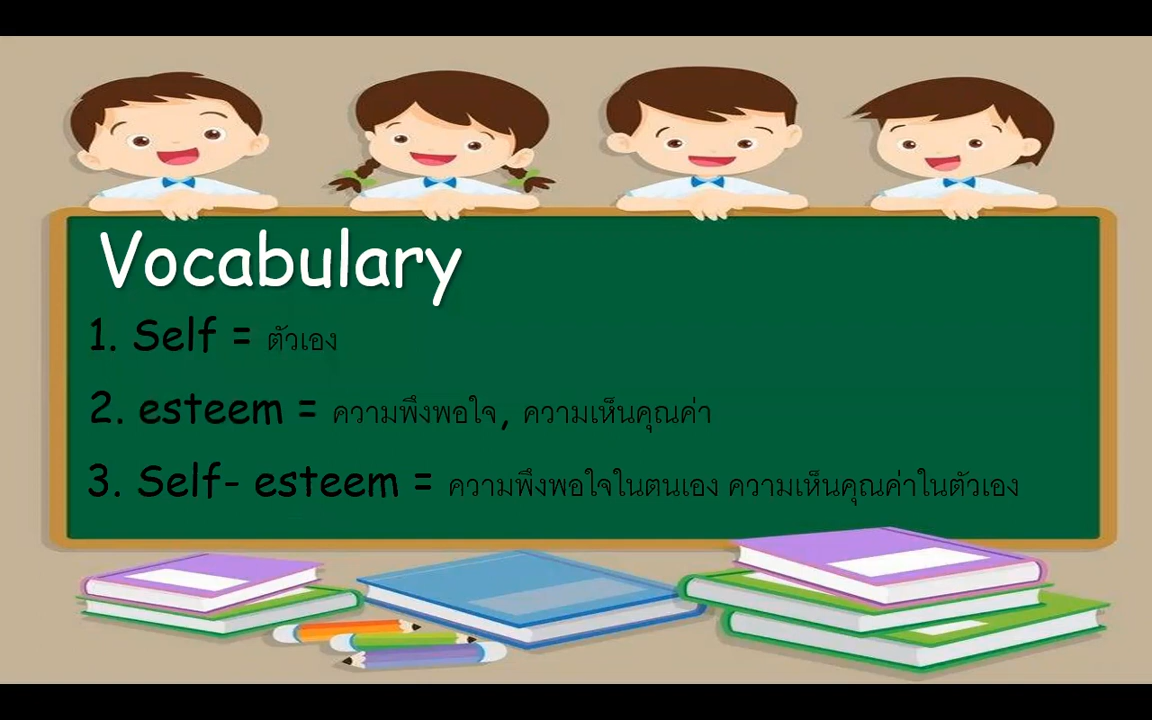 Vocabulary
1. Self = ตัวเอง
2. esteem = ความพึงพอใจ, ความเห็นคุณค่า
3. Self- esteem = ความพึงพอใจในตนเอง ความเห็นคุณค่าในตัวเอง